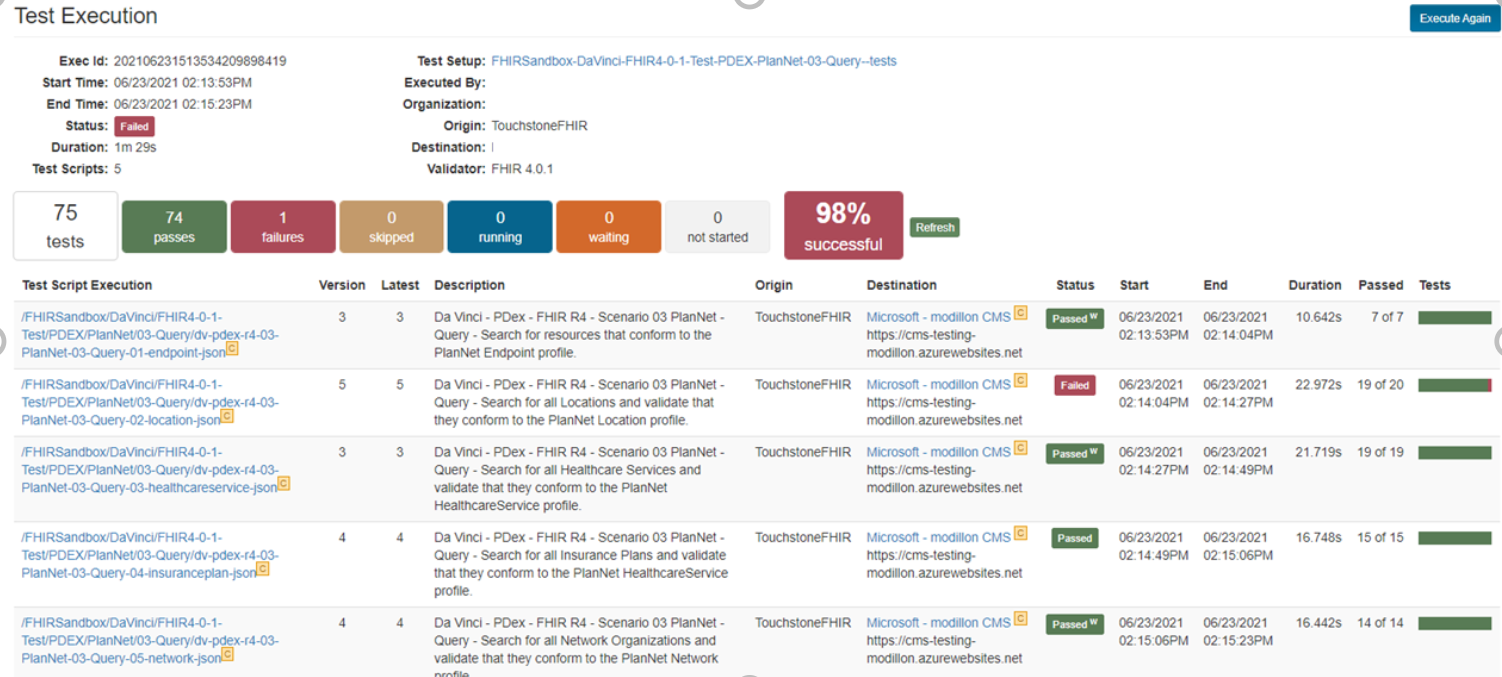 Test Execution
Execute Again
Exec Id: 20210623151353420989841​9
Test Setup: FHIRSandbox-DaVinci-FHIR4-0-1-Test-PDEX-PlanNet-03-Query--tests
Start Time: 06/23/2021 02:13:53PM
Executed By:
End Time: 06/23/2021 02:15:23PM
Organization:
Status: Failed
Origin: TouchstoneFHIR
Duration: 1m 29s
Destination:
Test Scripts: 5
Validator: FHIR 4.0.1
75 tests
74 passes
1 failures
0 skipped
0 running
0 waiting
0 not started
98% successful
Refresh
Test Script Execution Version Latest Description Origin Destination Status Start End Duration Passed Tests
/FHIRSandbox/DaVinci/FHIR4-0-1- 3 3 Da Vinci - PDex - FHIR R4 - Scenario 03 PlanNet - TouchstoneFHIR Microsoft - modillon CMS C Passed W 06/23/2021 06/23/2021 10.642s 7 of 7
Test/PDEX/PlanNet/03-Query/dv-pdex-r4-03- Query - Search for resources that conform to the https://cms-testing- 02:13:53PM 02:14:04PM
PlanNet-03-Query-01-endpoint-json C PlanNet Endpoint profile. modillon.azurewebsites.net
/FHIRSandbox/DaVinci/FHIR4-0-1- 5 5 Da Vinci - PDex - FHIR R4 - Scenario 03 PlanNet - TouchstoneFHIR Microsoft - modillon CMS C Failed 06/23/2021 06/23/2021 22.972s 19 of 20
Test/PDEX/PlanNet/03-Query/dv-pdex-r4-03- Query - Search for all Locations and validate that https://cms-testing- 02:14:04PM 02:14:27PM
PlanNet-03-Query-02-location-json C they conform to the PlanNet Location profile. modillon.azurewebsites.net
/FHIRSandbox/DaVinci/FHIR4-0-1- 3 3 Da Vinci - PDex - FHIR R4 - Scenario 03 PlanNet - TouchstoneFHIR Microsoft - modillon CMS C Passed W 06/23/2021 06/23/2021 21.719s 19 of 19
Test/PDEX/PlanNet/03-Query/dv-pdex-r4-03- Query - Search for all Healthcare Services and https://cms-testing- 02:14:27PM 02:14:49PM
PlanNet-03-Query-03-healthcareservice-json C validate that they conform to the PlanNet modillon.azurewebsites.net
HealthcareService profile.
/FHIRSandbox/DaVinci/FHIR4-0-1- 4 4 Da Vinci - PDex - FHIR R4 - Scenario 03 PlanNet - TouchstoneFHIR Microsoft - modillon CMS C Passed 06/23/2021 06/23/2021 16.748s 15 of 15
Test/PDEX/PlanNet/03-Query/dv-pdex-r4-03- Query - Search for all Insurance Plans and validate https://cms-testing- 02:14:49PM 02:15:06PM
PlanNet-03-Query-04-insuranceplan-json C that they conform to the PlanNet HealthcareService modillon.azurewebsites.net
profile.
/FHIRSandbox/DaVinci/FHIR4-0-1- 4 4 Da Vinci - PDex - FHIR R4 - Scenario 03 PlanNet - TouchstoneFHIR Microsoft - modillon CMS C Passed W 06/23/2021 06/23/2021 16.442s 14 of 14
Test/PDEX/PlanNet/03-Query/dv-pdex-r4-03- Query - Search for all Network Organizations and https://cms-testing- 02:15:06PM 02:15:23PM
PlanNet-03-Query-05-network-json C validate that they conform to the PlanNet Network modillon.azurewebsites.net
profile.